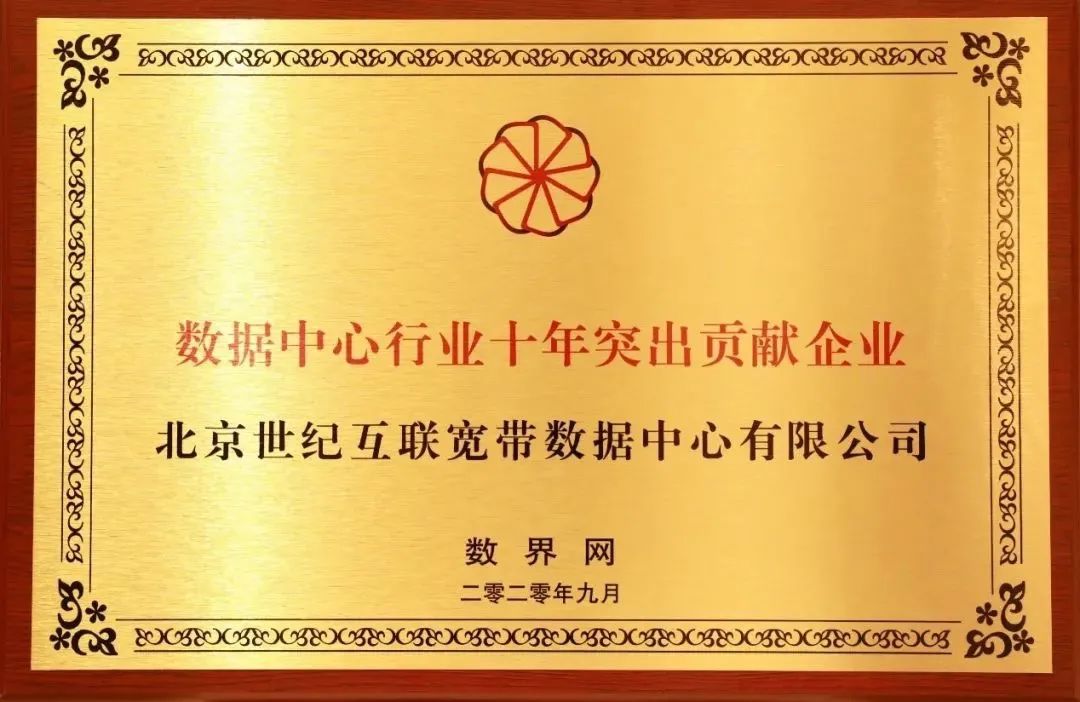 数据中心行业十年突出贡献企业
北京世纪互联宽带数据中心有限公司
数界网
二零二零年九月